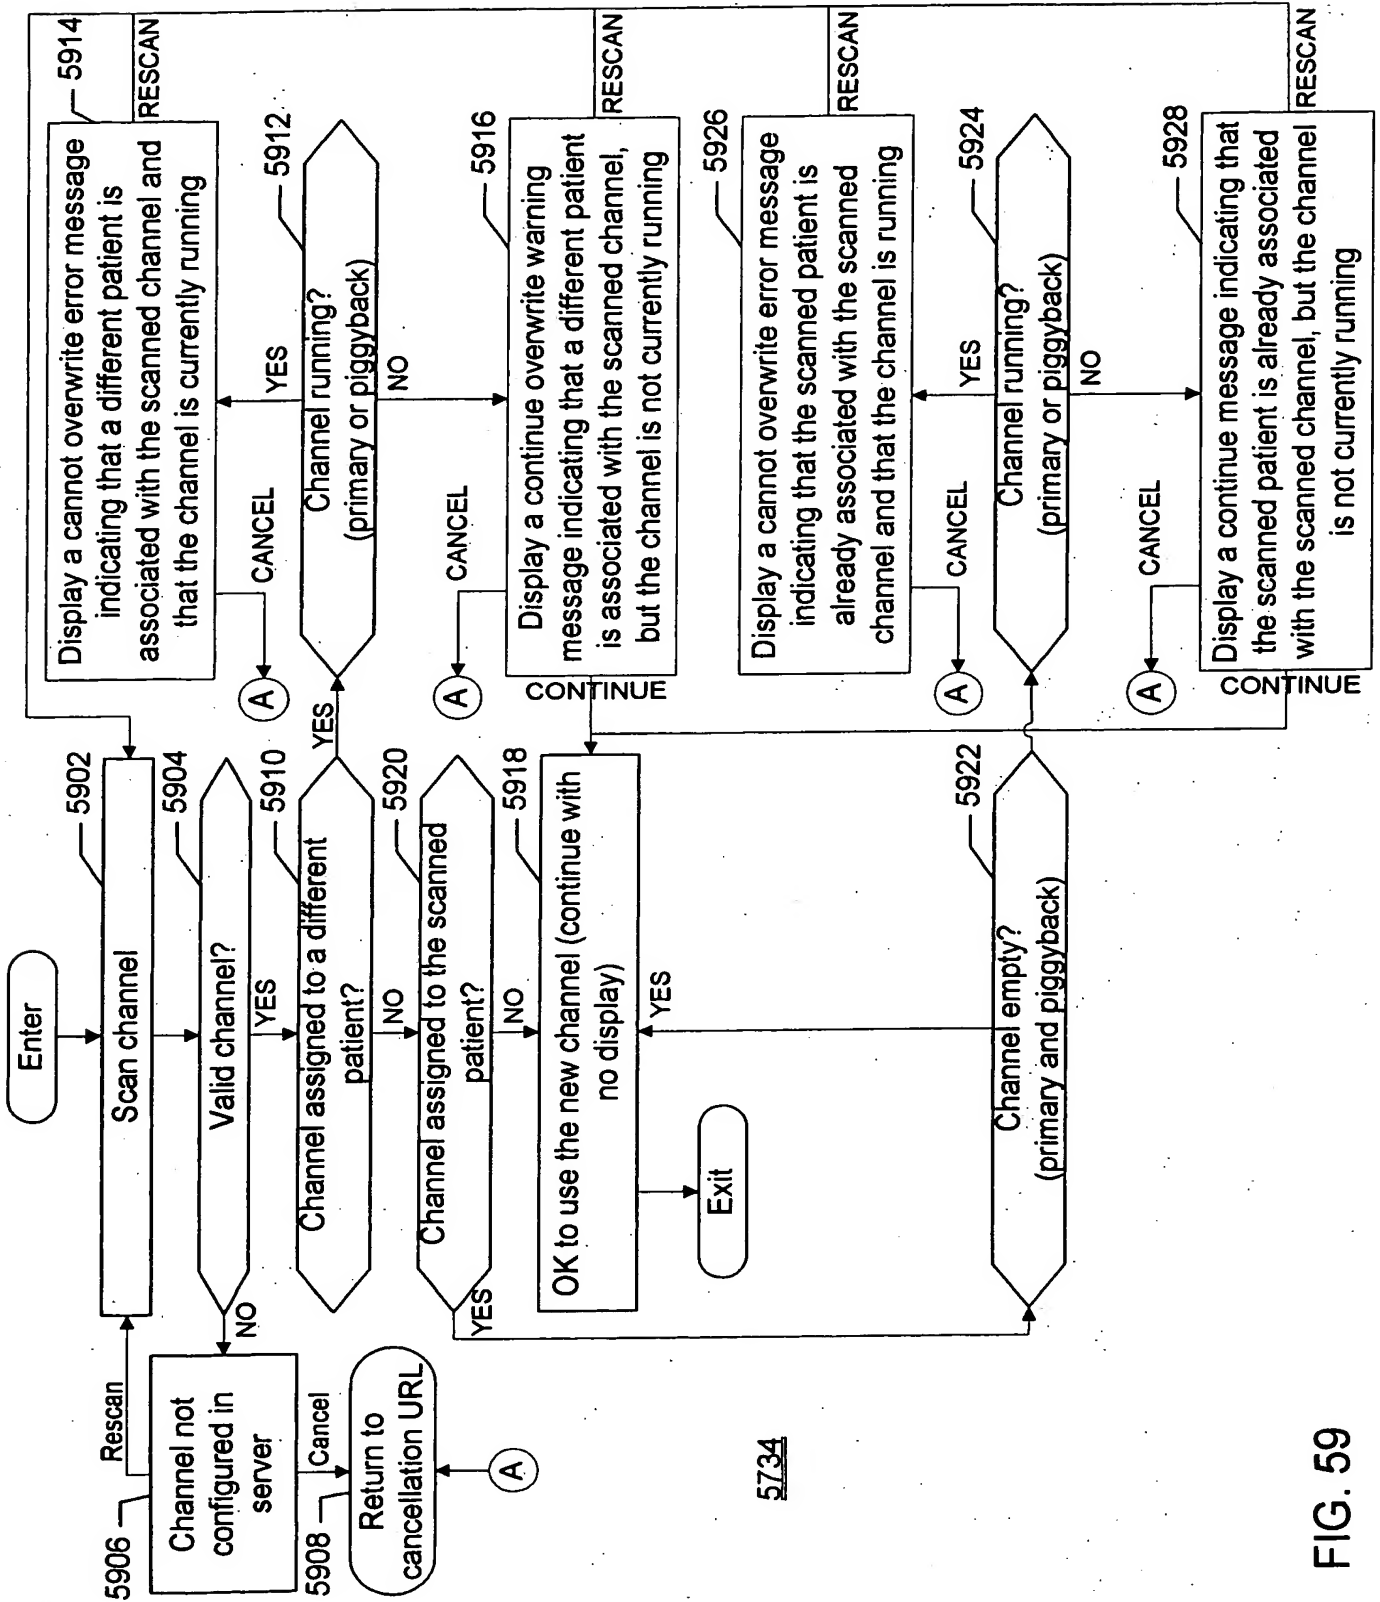 Enter
5902
Scan channel
5904
Valid channel?
NO
YES
Rescan
5906
Channel not
configured in
server
Cancel
5908
Return to
cancellation URL
A
5910
Channel assigned to a different
patient?
YES
NO
5912
Channel running?
(primary or piggyback)
YES
NO
5914
Display a cannot overwrite error message
indicating that a different patient is
associated with the scanned channel and
that the channel is currently running
RESCAN
CANCEL
A
5916
Display a continue overwrite warning
message indicating that a different patient
is associated with the scanned channel,
but the channel is not currently running
RESCAN
CANCEL
A
CONTINUE
5920
Channel assigned to the scanned
patient?
YES
NO
5918
OK to use the new channel (continue with
no display)
YES
Exit
5922
Channel empty?
(primary and piggyback)
5924
Channel running?
(primary or piggyback)
YES
NO
5926
Display a cannot overwrite error message
indicating that the scanned patient is
already associated with the scanned
channel and that the channel is running
RESCAN
CANCEL
A
5928
Display a continue message indicating that
the scanned patient is already associated
with the scanned channel, but the channel
is not currently running
RESCAN
CANCEL
A
CONTINUE
5734
FIG. 59